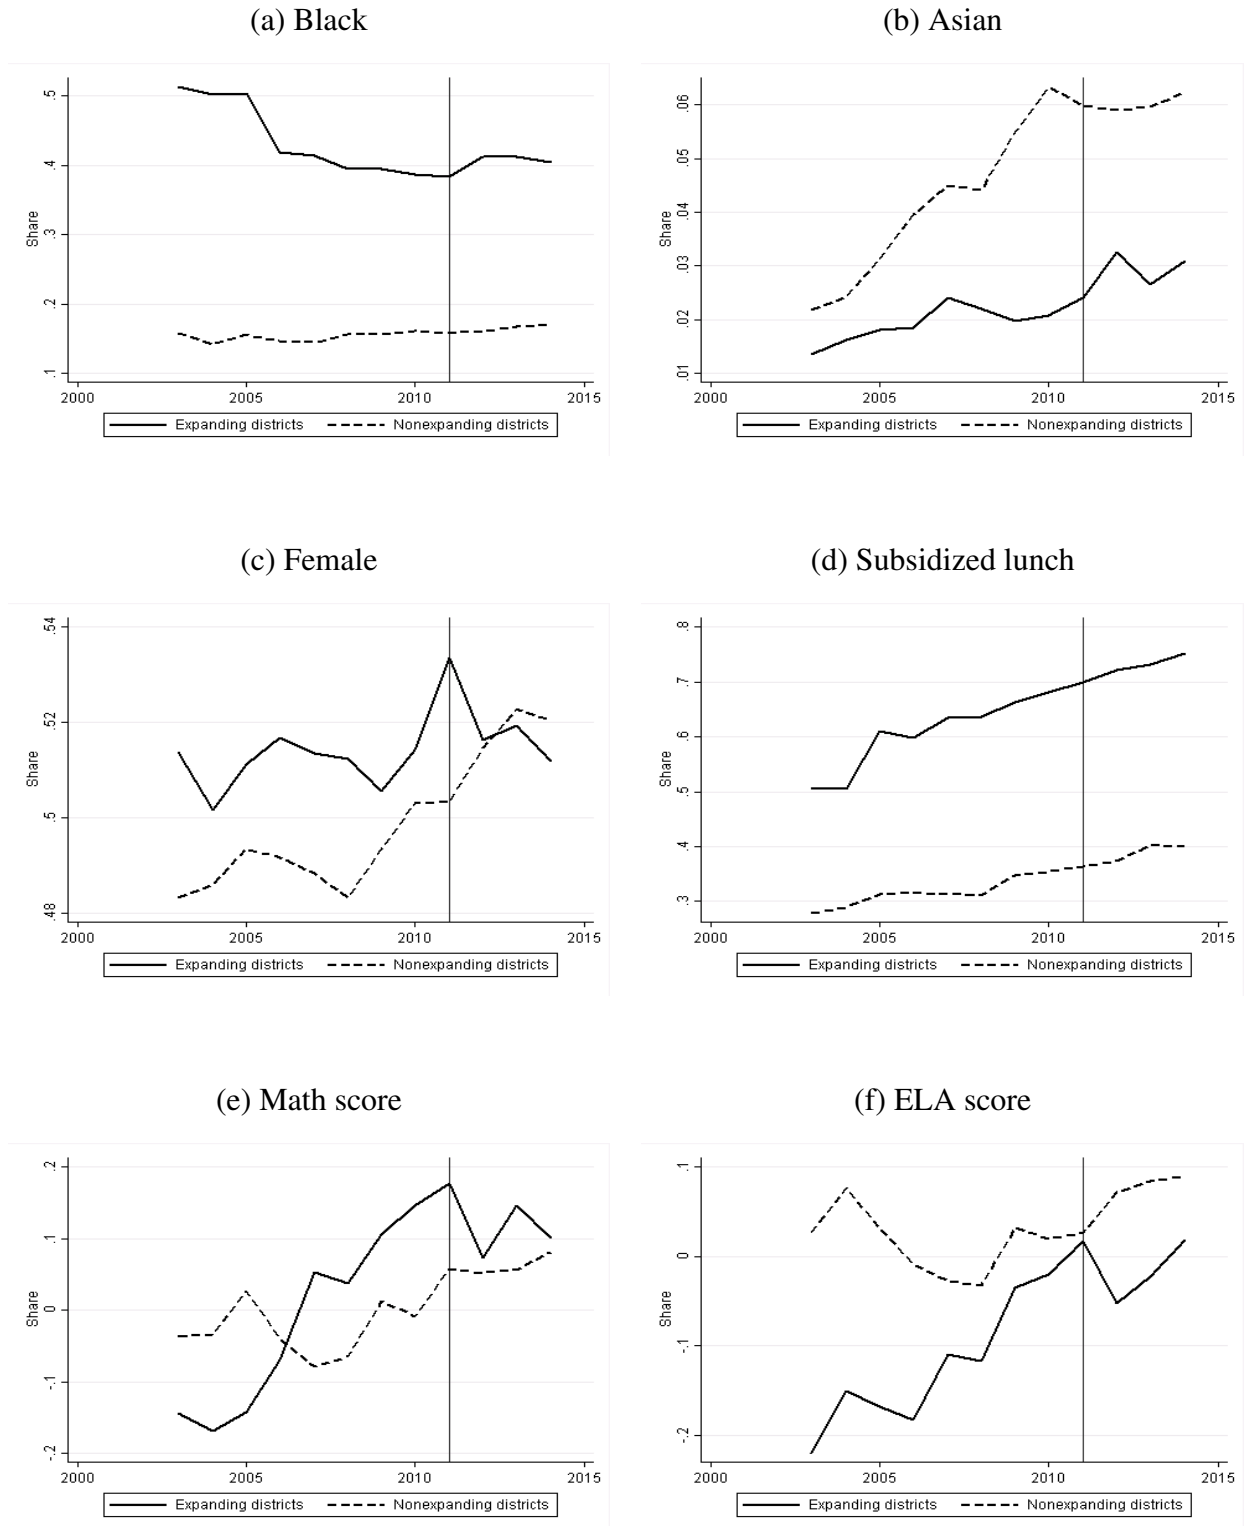 (a) Black
Share
.5
.4
.3
.2
.1
2000 2005 2010 2015
Expanding districts Nonexpanding districts
(b) Asian
Share
.06
.05
.04
.03
.02
.01
2000 2005 2010 2015
Expanding districts Nonexpanding districts
(c) Female
Share
.54
.52
.5
.48
2000 2005 2010 2015
Expanding districts Nonexpanding districts
(d) Subsidized lunch
Share
.8
.7
.6
.5
.4
.3
2000 2005 2010 2015
Expanding districts Nonexpanding districts
(e) Math score
Share
.2
.1
0
-.1
-.2
2000 2005 2010 2015
Expanding districts Nonexpanding districts
(f) ELA score
Share
.1
0
-.1
-.2
2000 2005 2010 2015
Expanding districts Nonexpanding districts